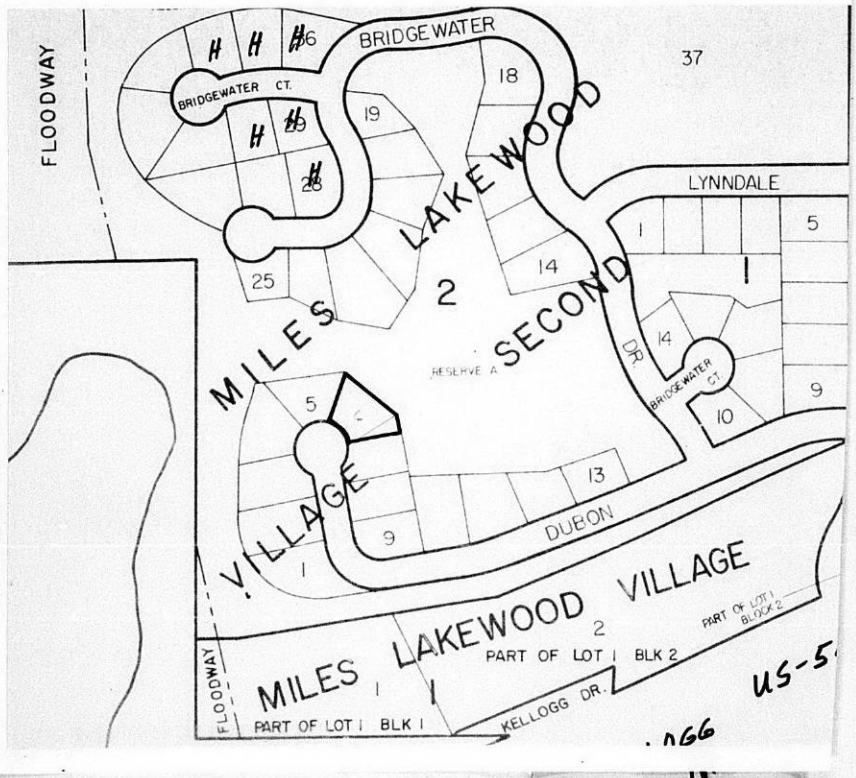 FLOODWAY
H
H
H
36
BRIDGEWATER
37
BRIDGEWATER CT.
H
H
29
19
18
H
28
LYNNDALE
1
5
25
14
2
1
MILES LAKEWOOD
VILLAGE SECOND
RESERVE A
DR.
14
BRIDGEWATER
CT.
5
9
10
13
DUBON
9
1
MILES LAKEWOOD VILLAGE
2
PART OF LOT 1 BLK 2
PART OF LOT 1
BLOCK 2
FLOODWAY
1
1
PART OF LOT 1 BLK 1
KELLOGG DR.
US-5